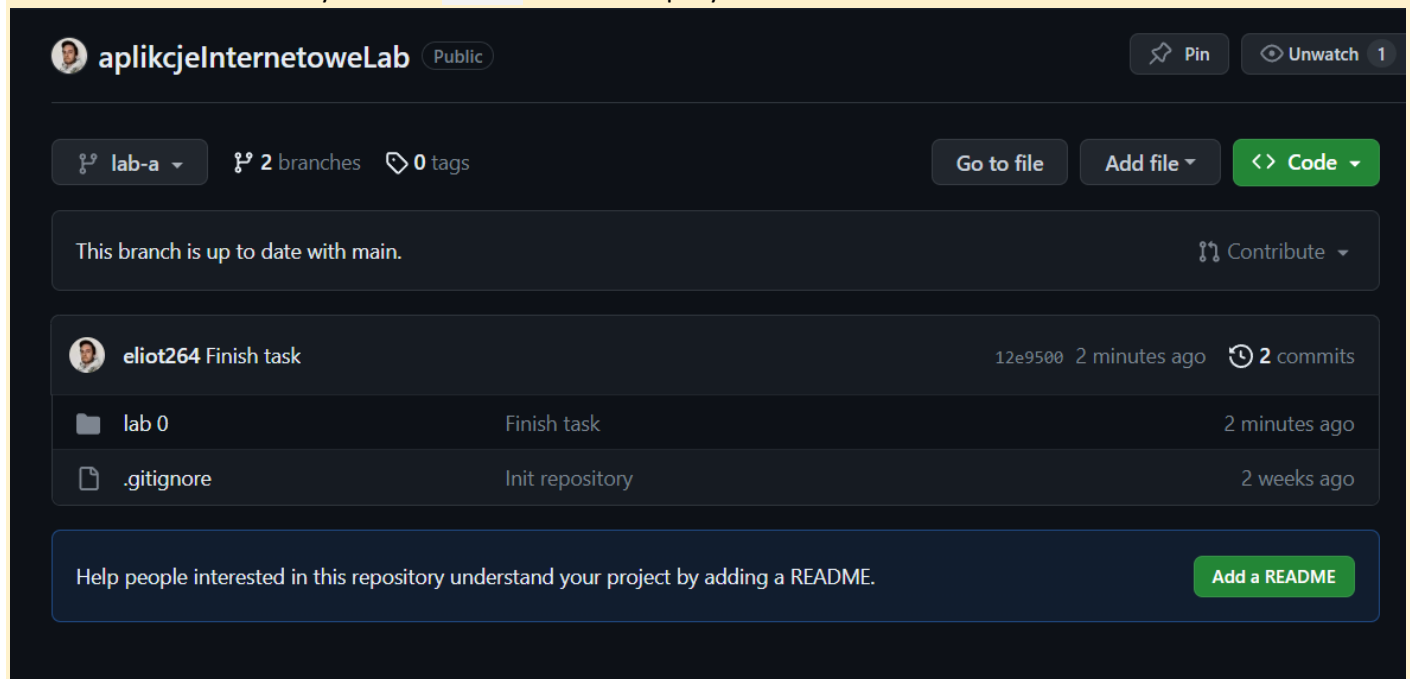 aplikcjeInternetoweLab Public Pin Unwatch 1
lab-a 2 branches 0 tags Go to file Add file <> Code
This branch is up to date with main. Contribute
eliot264 Finish task 12e9500 2 minutes ago 2 commits
lab 0 Finish task 2 minutes ago
.gitignore Init repository 2 weeks ago
Help people interested in this repository understand your project by adding a README. Add a README